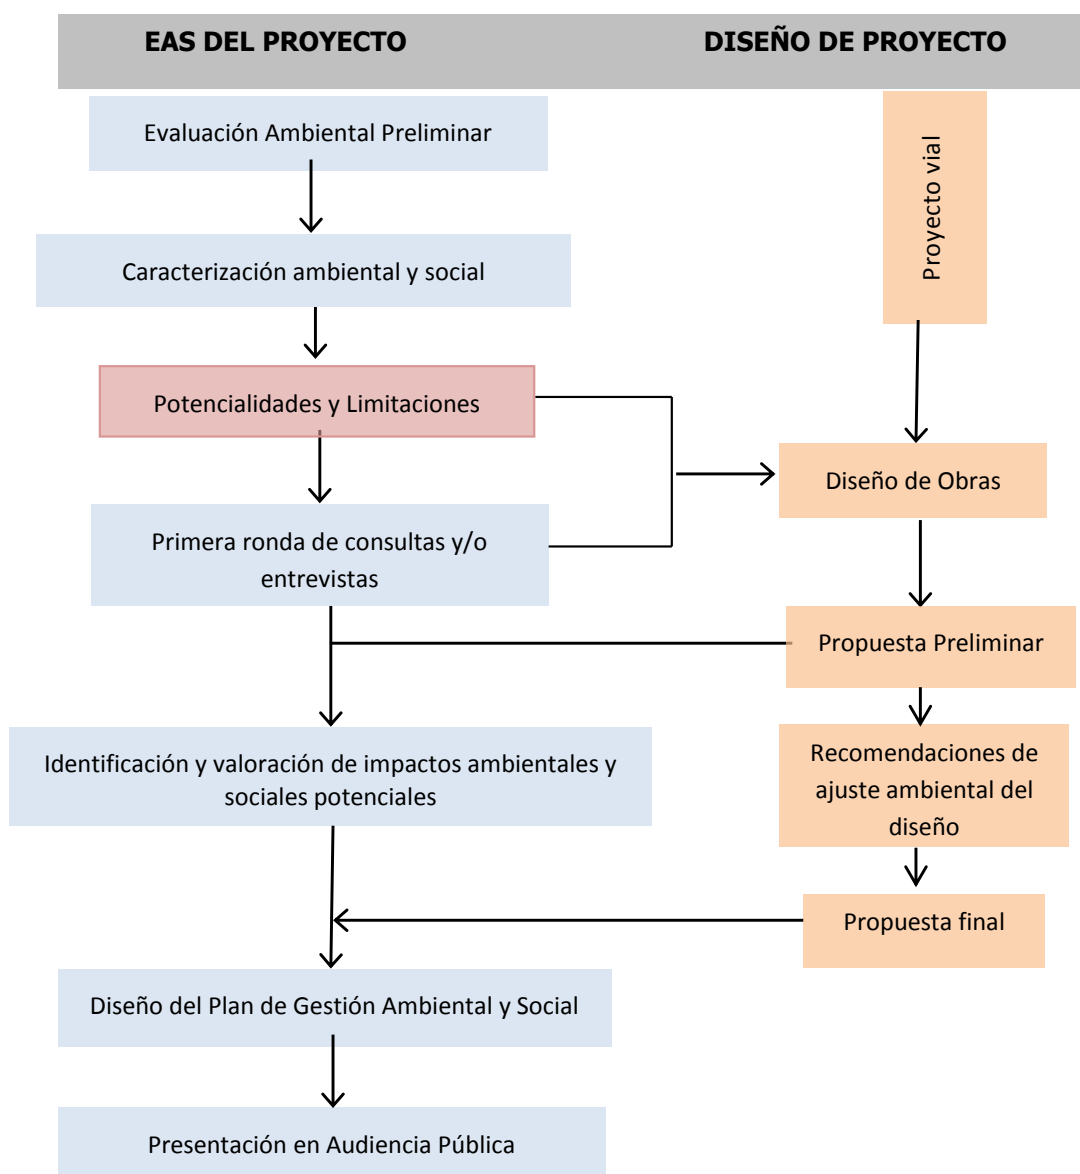 EAS DEL PROYECTO
DISEÑO DE PROYECTO
Evaluación Ambiental Preliminar
Proyecto vial
Caracterización ambiental y social
Potencialidades y Limitaciones
Diseño de Obras
Primera ronda de consultas y/o
entrevistas
Propuesta Preliminar
Identificación y valoración de impactos ambientales y
sociales potenciales
Recomendaciones de
ajuste ambiental del
diseño
Propuesta final
Diseño del Plan de Gestión Ambiental y Social
Presentación en Audiencia Pública